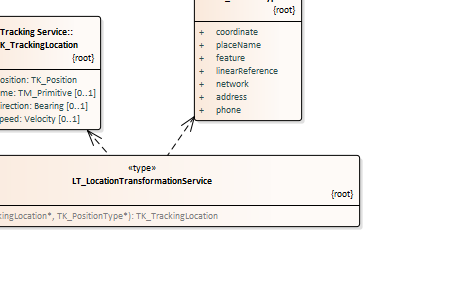 Tracking Service::
K_TrackingLocation
{root}
osition: TK_Position
me: TM_Primitive [0..1]
irection: Bearing [0..1]
peed: Velocity [0..1]
{root}
+ coordinate
+ placeName
+ feature
+ linearReference
+ network
+ address
+ phone
«type»
LT_LocationTransformationService
{root}
kingLocation*, TK_PositionType*): TK_TrackingLocation